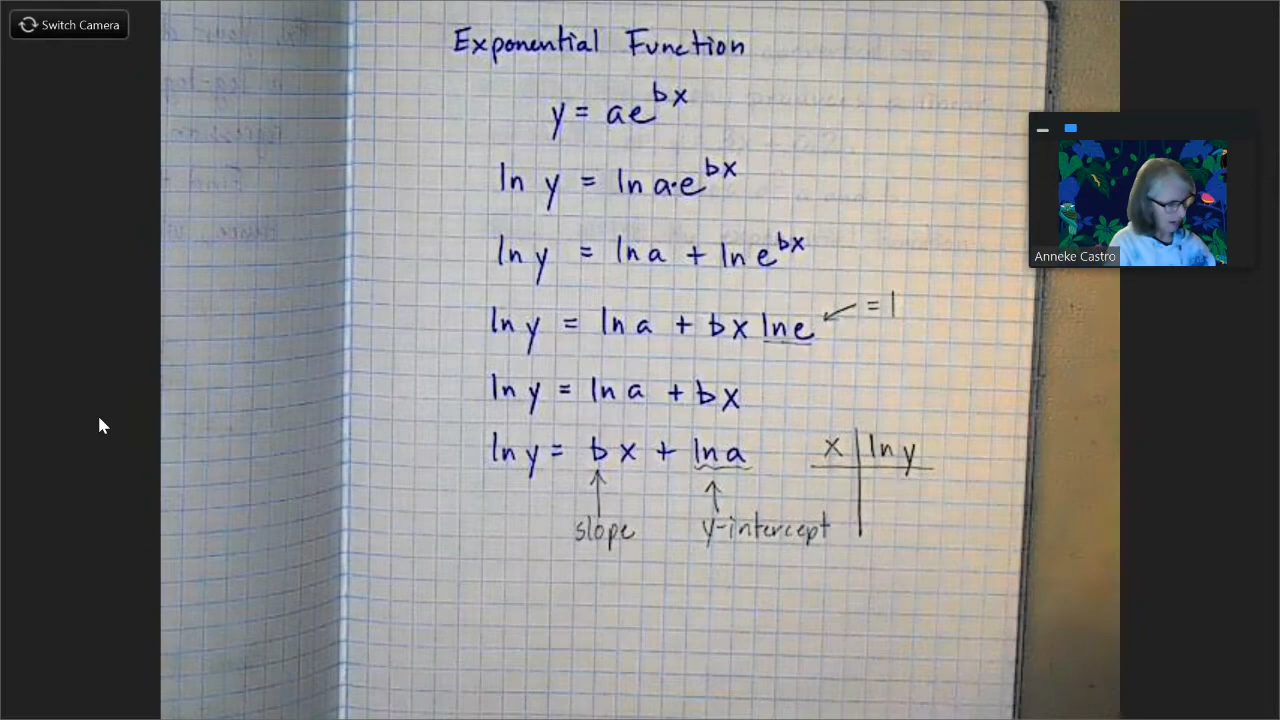 Switch Camera
Exponential Function
y = ae^{bx}
ln y = ln a·e^{bx}
ln y = ln a + ln e^{bx}
ln y = ln a + bx ln e ← = 1
ln y = ln a + bx
ln y = bx + ln a
x | ln y
↑ slope
↑ y-intercept
Anneke Castro